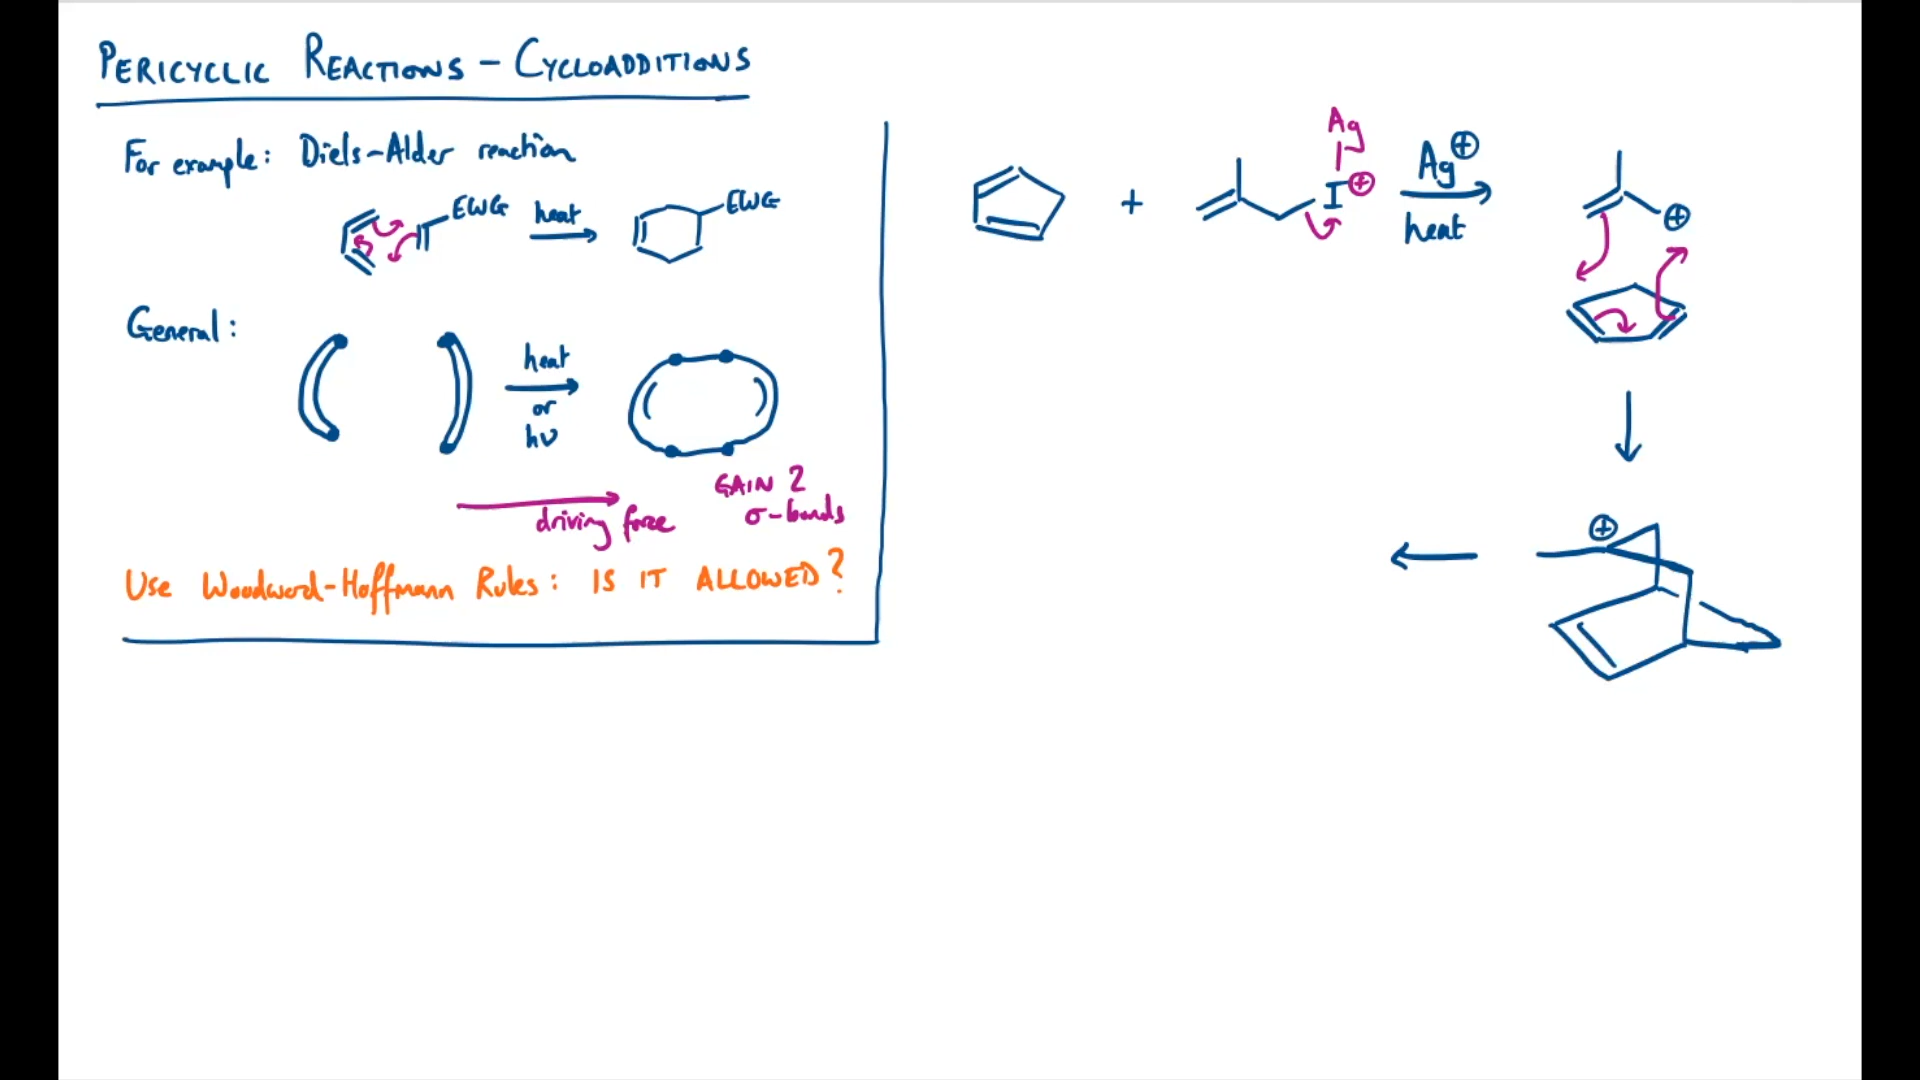 PERICYCLIC REACTIONS - CYCLOADDITIONS
For example: Diels-Alder reaction
EWG heat EWG
General:
heat
or
hν
GAIN 2
σ-bonds
driving force
Use Woodward-Hoffmann Rules: IS IT ALLOWED?
Ag
+ I⊕
Ag⊕
heat
⊕
⊕